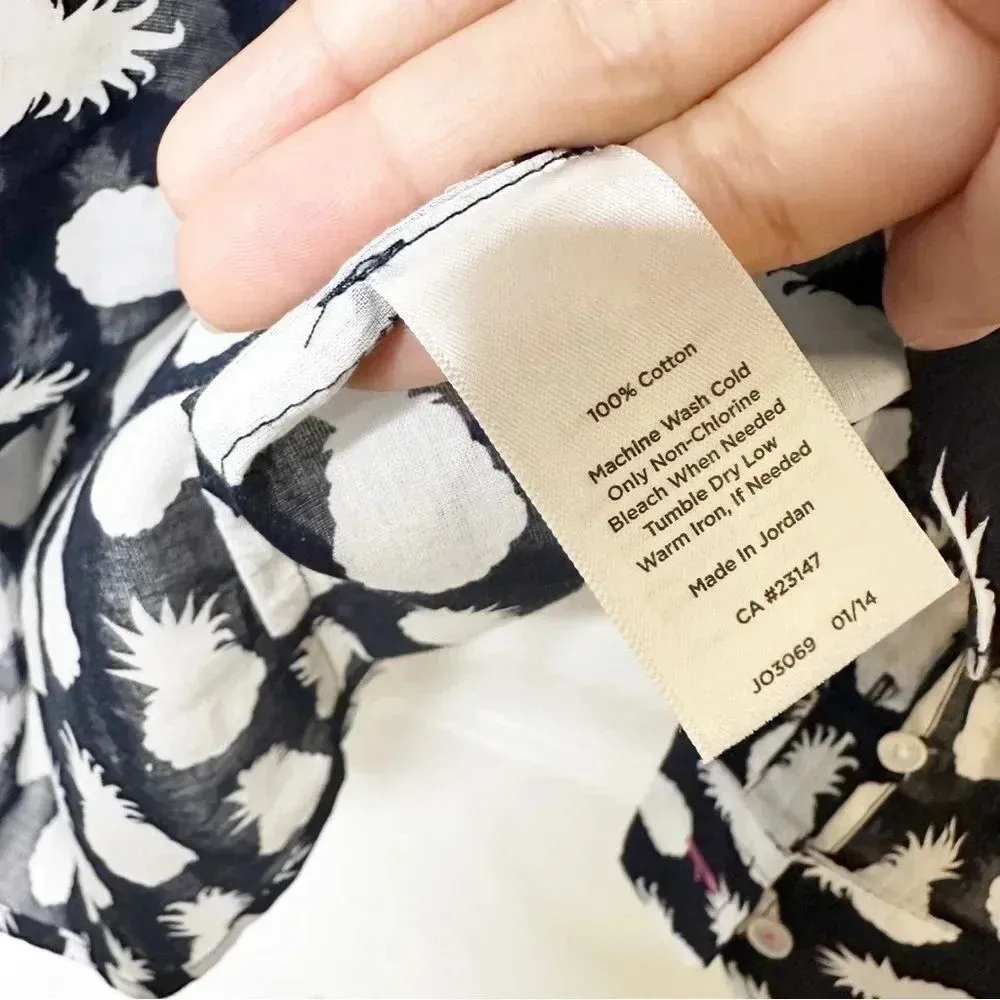 100% Cotton
Machine Wash Cold
Only Non-Chlorine
Bleach When Needed
Tumble Dry Low
Warm Iron, If Needed
Made In Jordan
CA #23147
JO3069 01/14